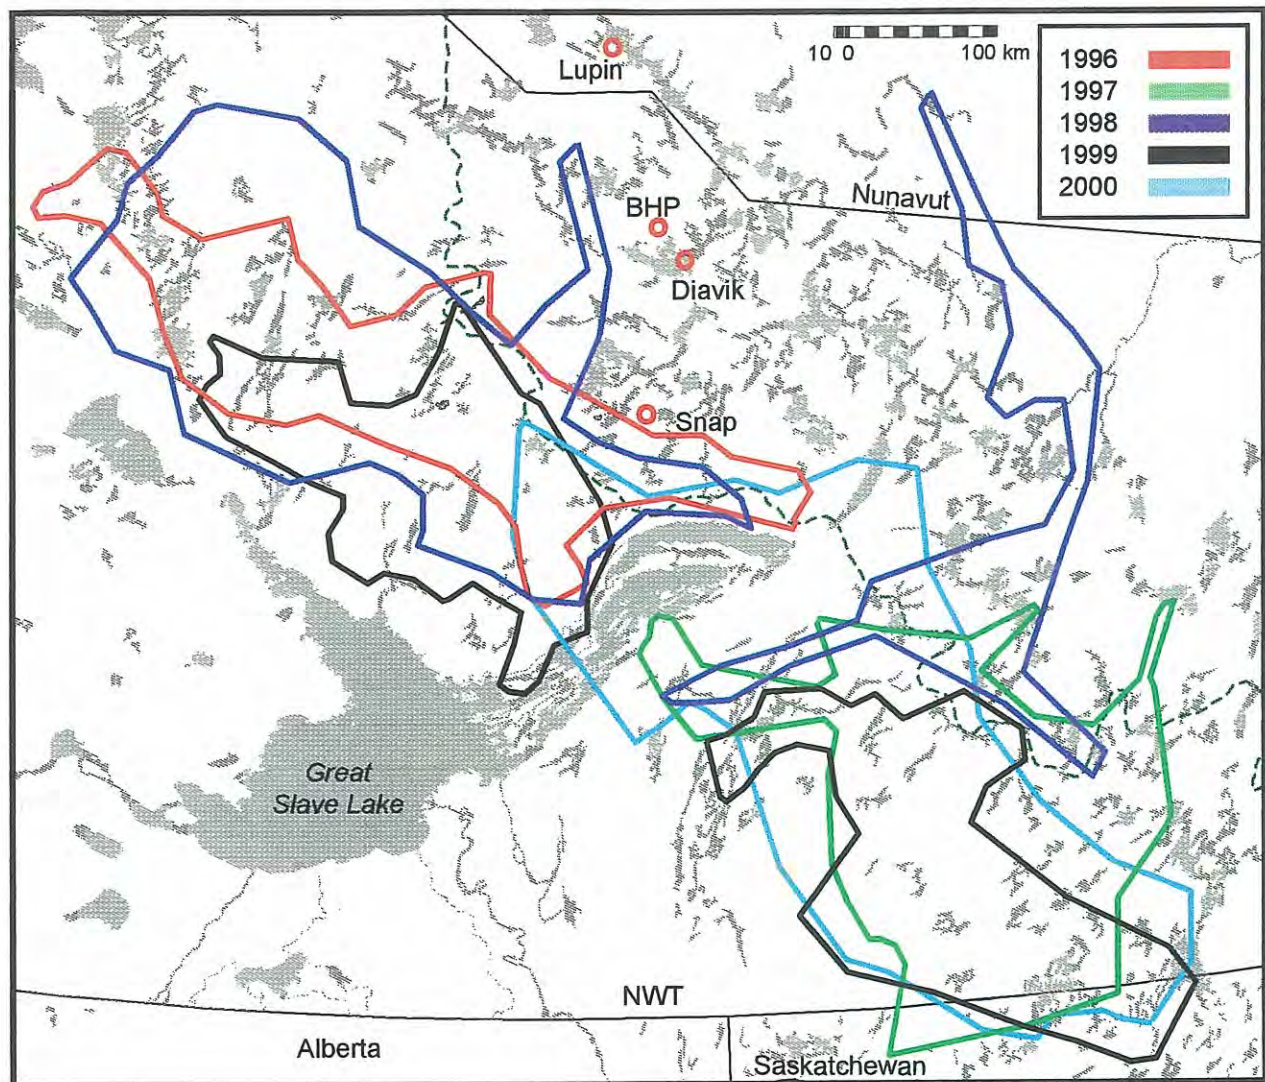 10 0 100 km
1996
1997
1998
1999
2000
Lupin
Nunavut
BHP
Diavik
Snap
Great
Slave Lake
NWT
Alberta
Saskatchewan